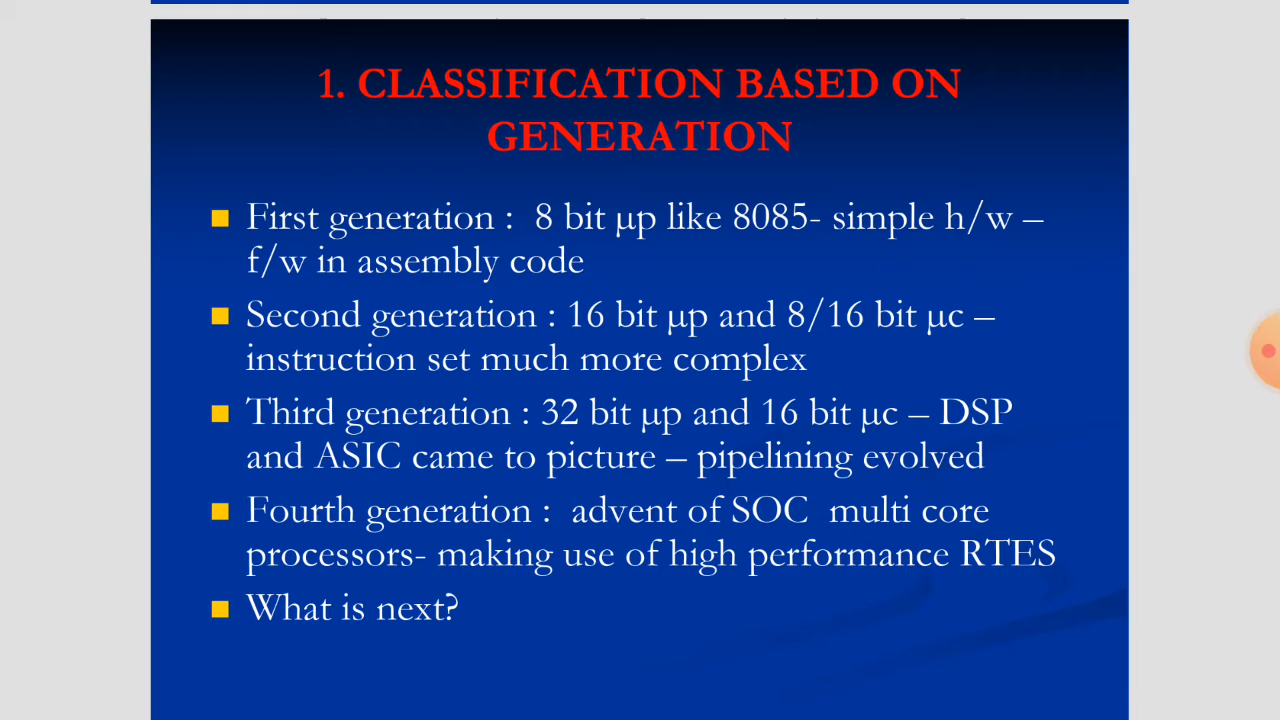 1. CLASSIFICATION BASED ON
GENERATION
First generation : 8 bit µp like 8085- simple h/w –
f/w in assembly code
Second generation : 16 bit µp and 8/16 bit µc –
instruction set much more complex
Third generation : 32 bit µp and 16 bit µc – DSP
and ASIC came to picture – pipelining evolved
Fourth generation : advent of SOC multi core
processors- making use of high performance RTES
What is next?